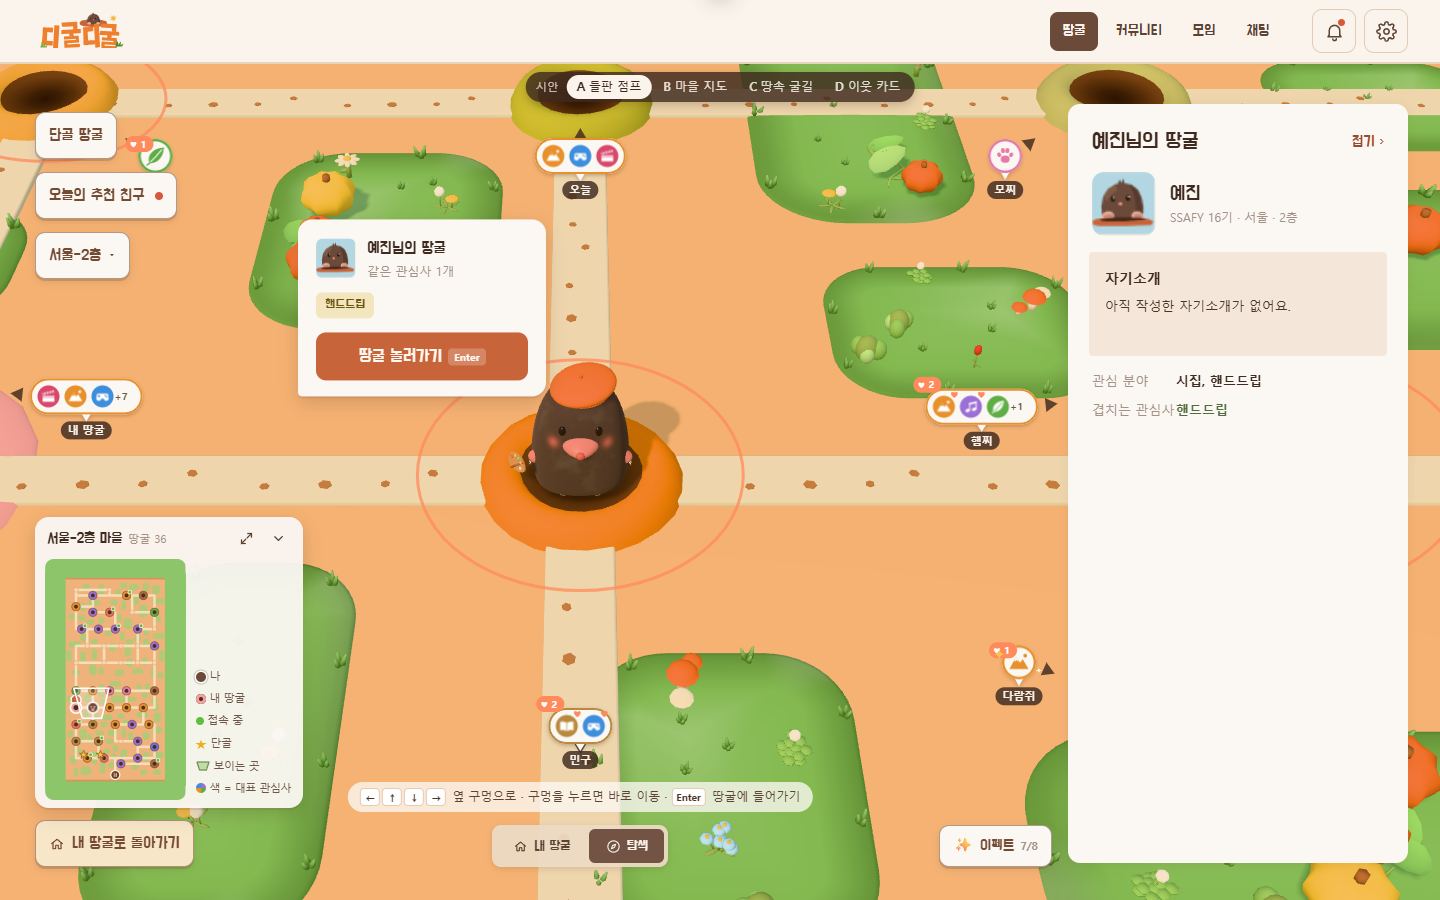 디굴디굴
땅굴
커뮤니티
모임
채팅
시안
A 들판 점프
B 마을 지도
C 땅속 굴길
D 이웃 카드
단골 땅굴
♥ 1
오늘의 추천 친구
서울-2층
오늘
모찌
예진님의 땅굴
같은 관심사 1개
핸드드립
땅굴 놀러가기 Enter
+7
내 땅굴
♥ 2
+1
햄찌
예진님의 땅굴
접기 ›
예진
SSAFY 16기 · 서울 · 2층
자기소개
아직 작성한 자기소개가 없어요.
관심 분야 시집, 핸드드립
겹치는 관심사 핸드드립
서울-2층 마을 땅굴 36
나
내 땅굴
접속 중
단골
보이는 곳
색 = 대표 관심사
♥ 1
다람쥐
♥ 2
민구
← ↑ ↓ → 옆 구멍으로 · 구멍을 누르면 바로 이동 · Enter 땅굴에 들어가기
내 땅굴로 돌아가기
내 땅굴
탐색
이펙트 7/8